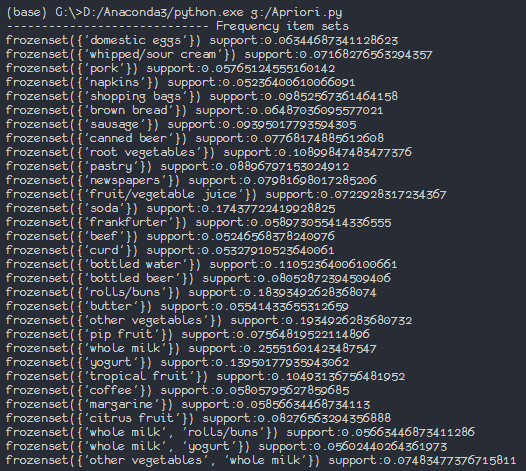 (base) G:\>D:/Anaconda3/python.exe g:/Apriori.py
---------------------------- Frequency item sets
frozenset({'domestic eggs'}) support:0.06344687341128623
frozenset({'whipped/sour cream'}) support:0.07168276563294357
frozenset({'pork'}) support:0.05765124555160142
frozenset({'napkins'}) support:0.0523640061006​6091
frozenset({'shopping bags'}) support:0.09852567361464158
frozenset({'brown bread'}) support:0.06487036095577021
frozenset({'sausage'}) support:0.09395017793594305
frozenset({'canned beer'}) support:0.07768174885612608
frozenset({'root vegetables'}) support:0.10899847483477376
frozenset({'pastry'}) support:0.08896797153024912
frozenset({'newspapers'}) support:0.07981698017285206
frozenset({'fruit/vegetable juice'}) support:0.0722928317234367
frozenset({'soda'}) support:0.17437722419928825
frozenset({'frankfurter'}) support:0.058973055414336555
frozenset({'beef'}) support:0.05246568378240976
frozenset({'curd'}) support:0.05327910523640061
frozenset({'bottled water'}) support:0.11052364006100661
frozenset({'bottled beer'}) support:0.08052872394509406
frozenset({'rolls/buns'}) support:0.18393492628368074
frozenset({'butter'}) support:0.0554143365312659
frozenset({'other vegetables'}) support:0.1934926283680732
frozenset({'pip fruit'}) support:0.07564819522114896
frozenset({'whole milk'}) support:0.25551601423487547
frozenset({'yogurt'}) support:0.13950177935943062
frozenset({'tropical fruit'}) support:0.10493136756481952
frozenset({'coffee'}) support:0.0580579562785​9685
frozenset({'margarine'}) support:0.05856634468734113
frozenset({'citrus fruit'}) support:0.08276563294356888
frozenset({'whole milk', 'rolls/buns'}) support:0.05663446873411286
frozenset({'whole milk', 'yogurt'}) support:0.05602440264361973
frozenset({'other vegetables', 'whole milk'}) support:0.07483477376715811